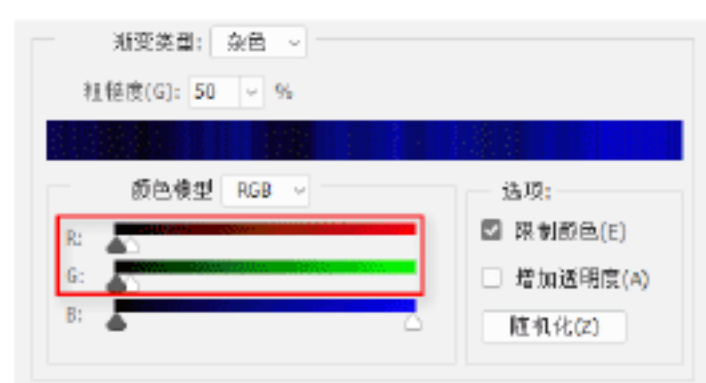 渐变类型: 杂色
粗糙度(G): 50 %
颜色模型 RGB
选项:
R:
限制颜色(E)
G:
增加透明度(A)
B:
随机化(Z)